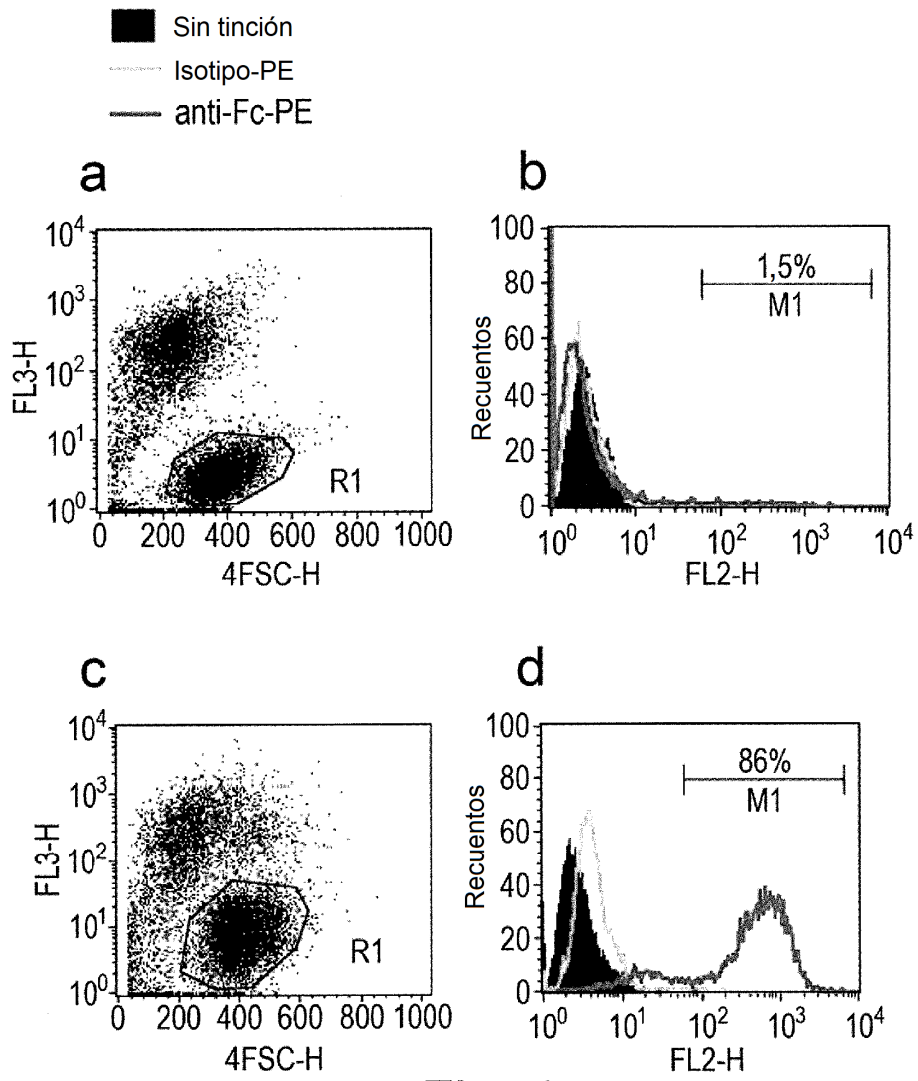 Sin tinción
Isotipo-PE
anti-Fc-PE
a
10^4
10^3
10^2
10^1
10^0
FL3-H
R1
0 200 400 600 800 1000
4FSC-H
b
100
80
60
40
20
0
Recuentos
1,5%
M1
10^0 10^1 10^2 10^3 10^4
FL2-H
c
10^4
10^3
10^2
10^1
10^0
FL3-H
R1
0 200 400 600 800 1000
4FSC-H
d
100
80
60
40
20
0
Recuentos
86%
M1
10^0 10^1 10^2 10^3 10^4
FL2-H